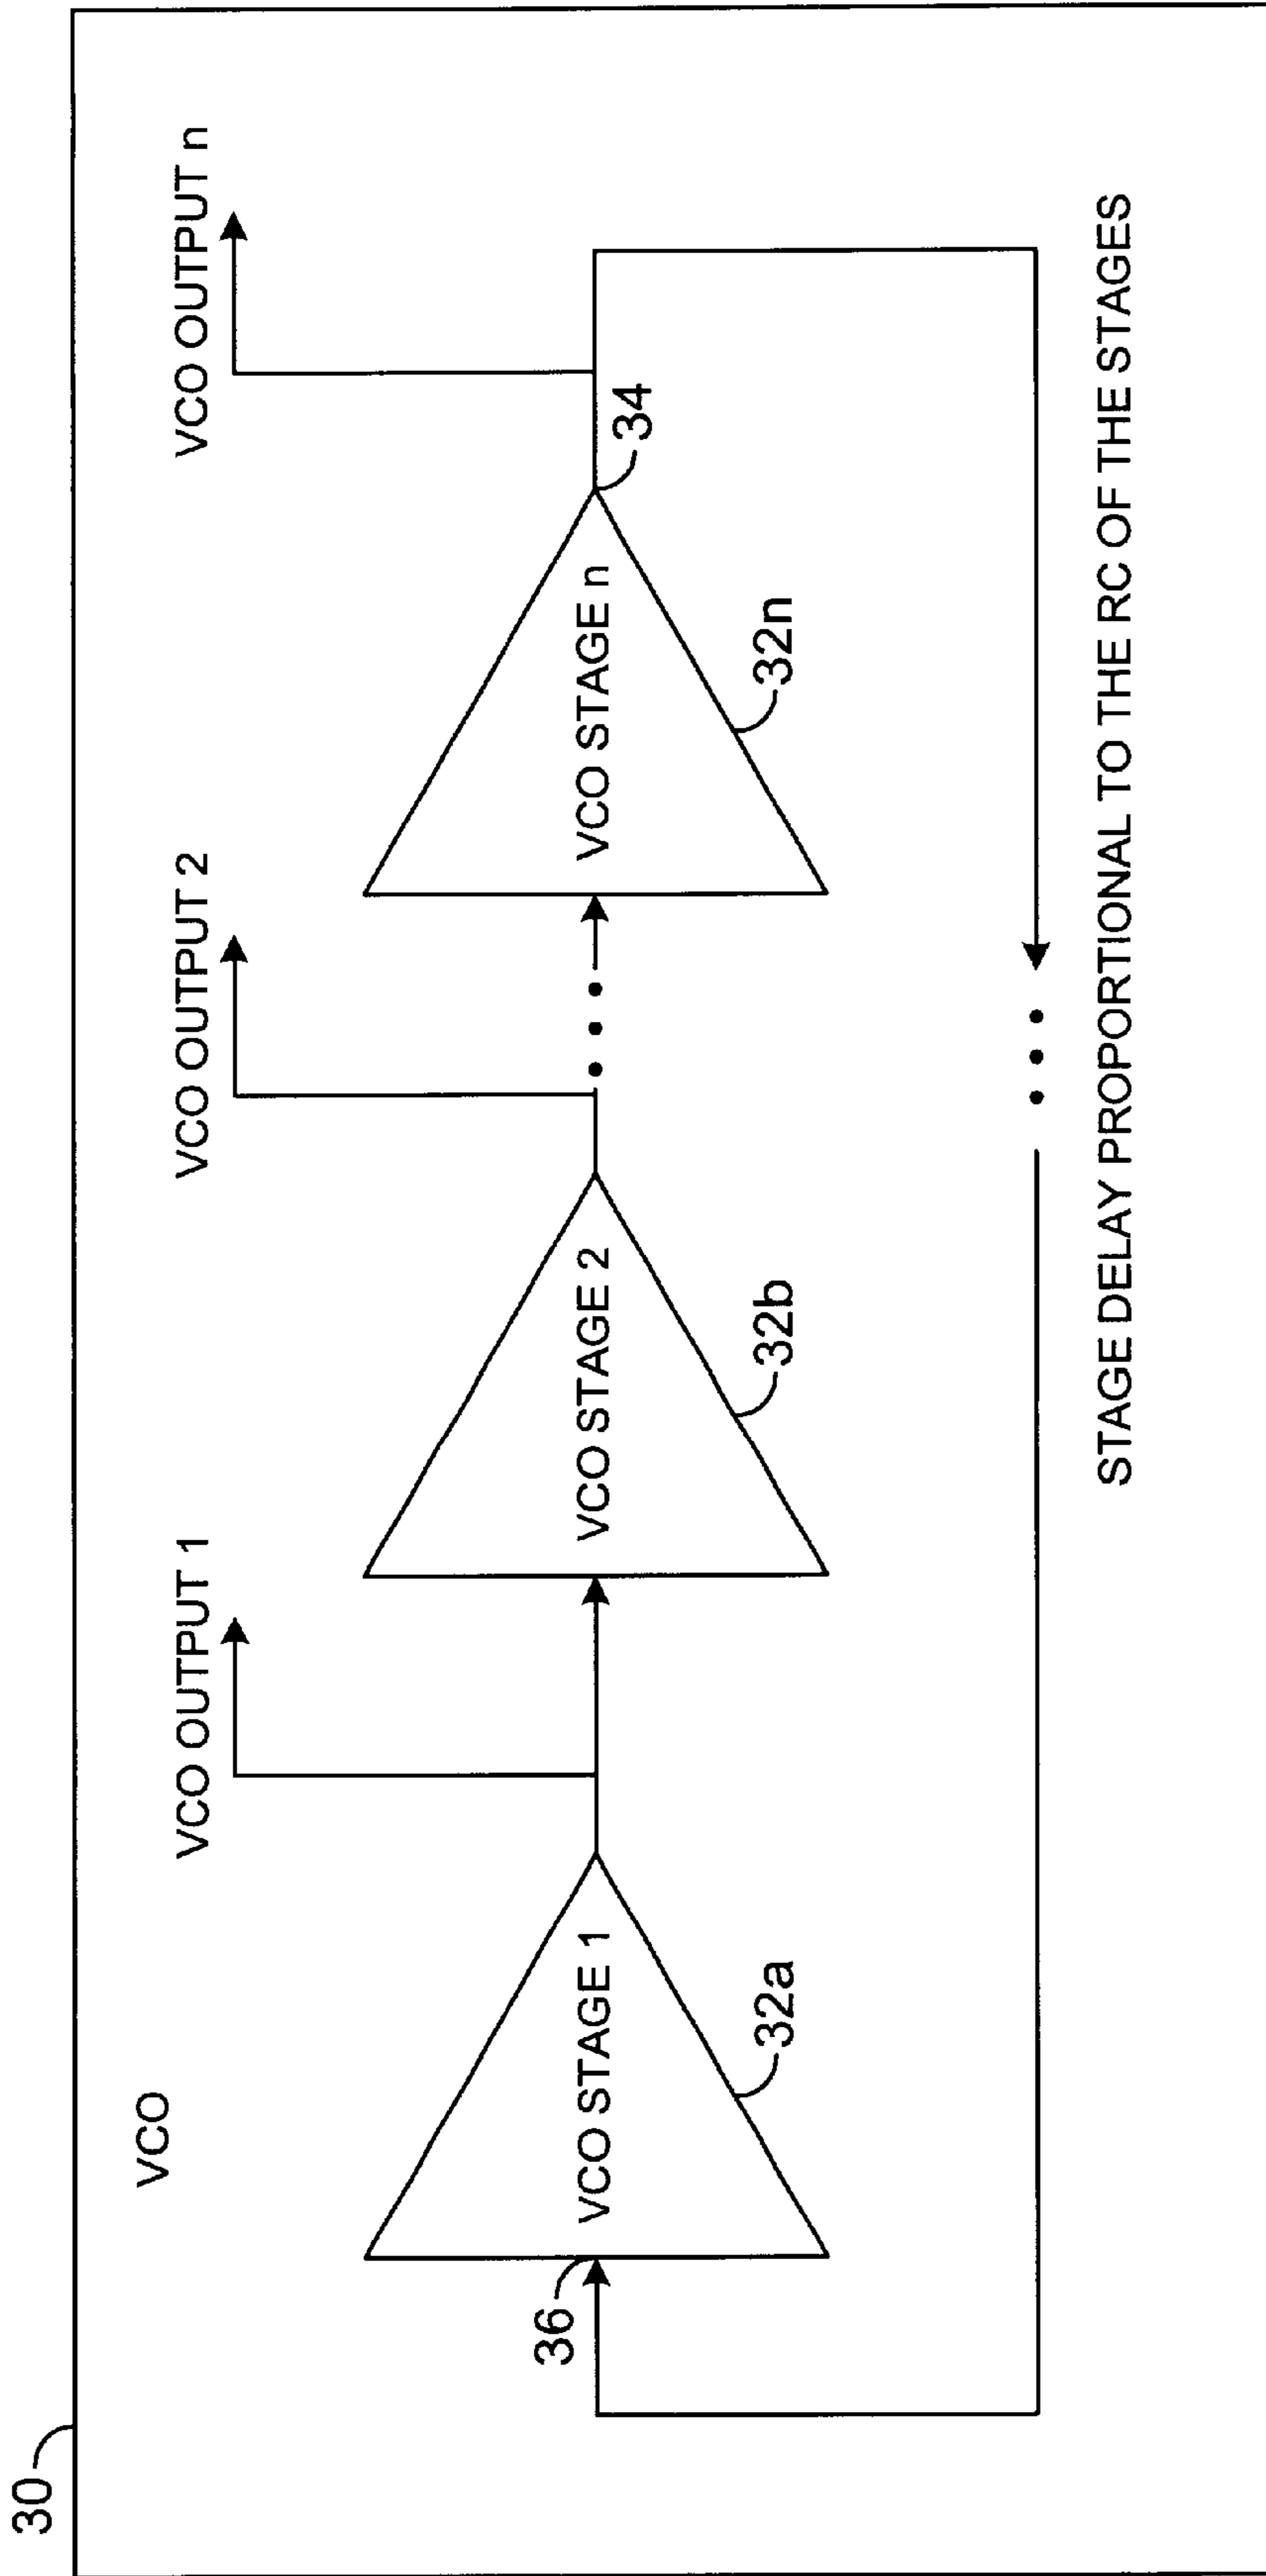 30
VCO
VCO OUTPUT 1
VCO OUTPUT 2
VCO OUTPUT n
36
VCO STAGE 1
32a
VCO STAGE 2
32b
VCO STAGE n
32n
34
STAGE DELAY PROPORTIONAL TO THE RC OF THE STAGES